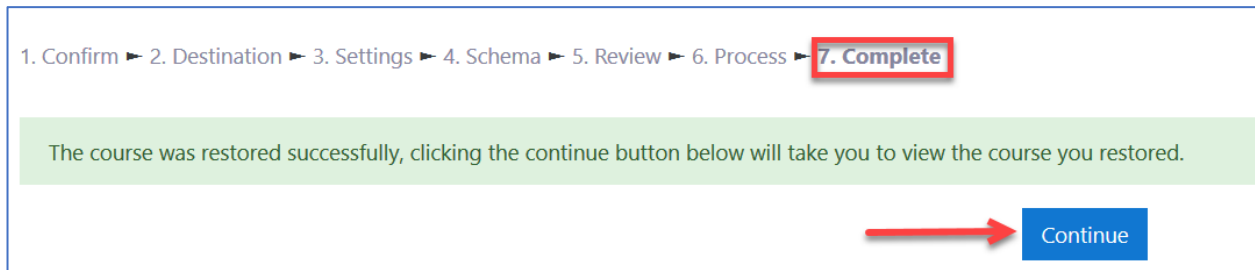 1. Confirm ► 2. Destination ► 3. Settings ► 4. Schema ► 5. Review ► 6. Process ► 7. Complete
The course was restored successfully, clicking the continue button below will take you to view the course you restored.
Continue